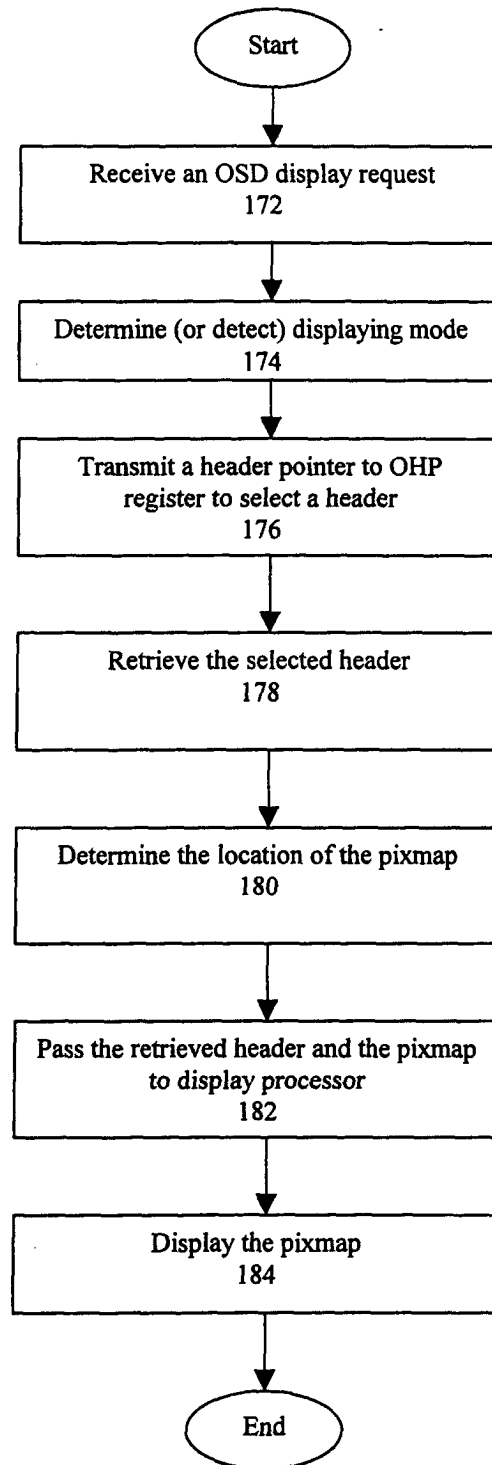 Start
Receive an OSD display request
172
Determine (or detect) displaying mode
174
Transmit a header pointer to OHP
register to select a header
176
Retrieve the selected header
178
Determine the location of the pixmap
180
Pass the retrieved header and the pixmap
to display processor
182
Display the pixmap
184
End